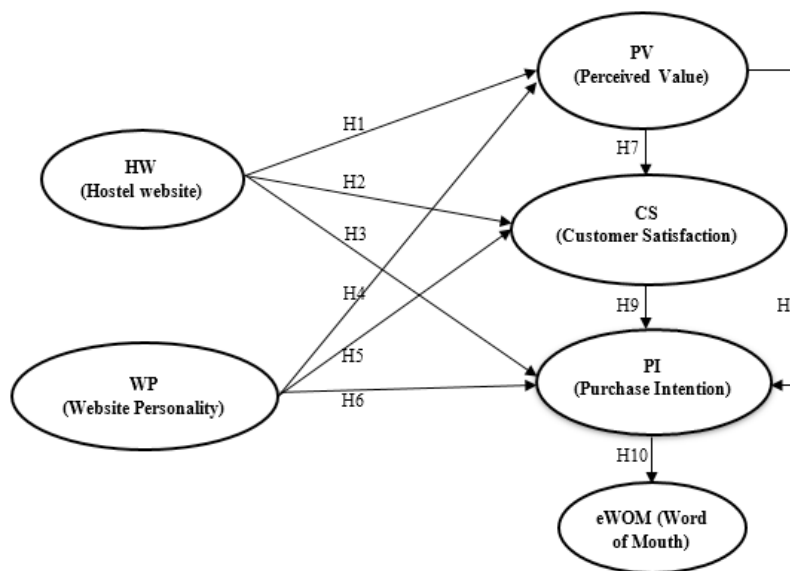 PV
(Perceived Value)
H1
H7
HW
(Hostel website)
H2
CS
(Customer Satisfaction)
H3
H4
H9
H
H5
WP
(Website Personality)
H6
PI
(Purchase Intention)
H10
eWOM (Word
of Mouth)